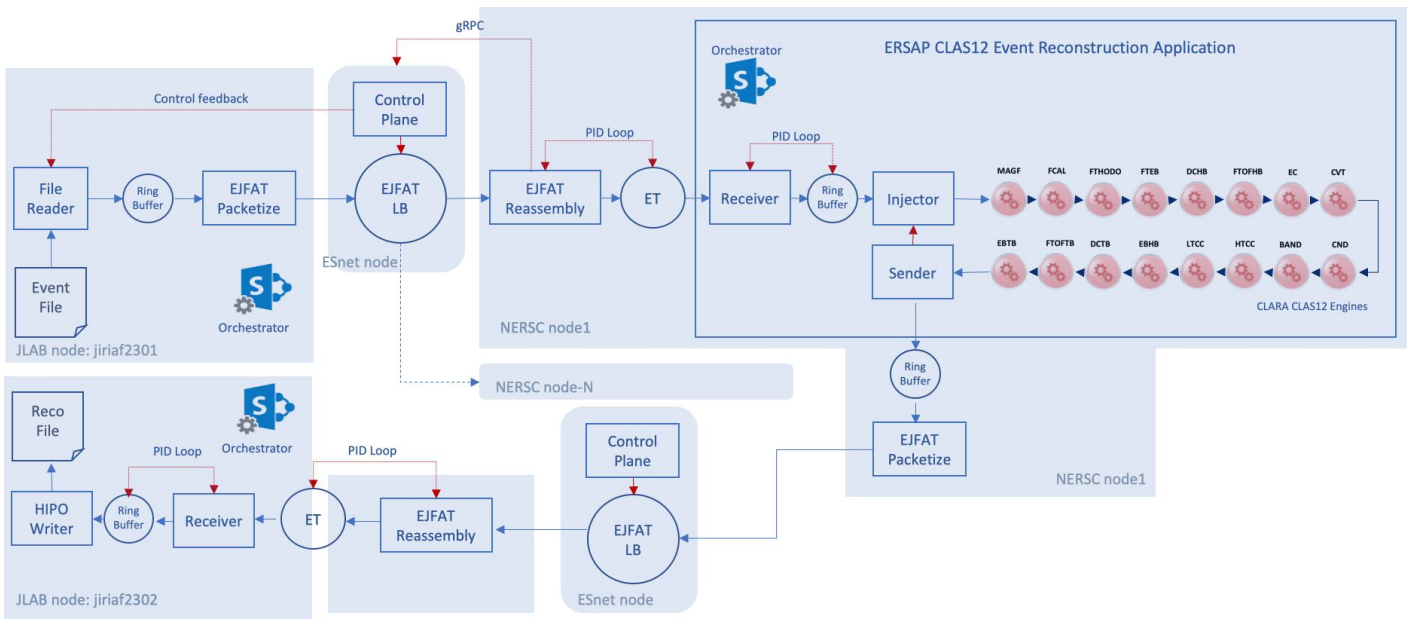 gRPC
Orchestrator
ERSAP CLAS12 Event Reconstruction Application
Control feedback
Control
Plane
PID Loop
PID Loop
File
Reader
Ring
Buffer
EJFAT
Packetize
EJFAT
LB
EJFAT
Reassembly
ET
Receiver
Ring
Buffer
Injector
MAGF
FCAL
FTHODO
FTEB
DCHB
FTOFHB
EC
CVT
Sender
EBTB
FTOFTB
DCTB
EBHB
LTCC
HTCC
BAND
CND
CLARA CLAS12 Engines
Event
File
S
Orchestrator
ESnet node
S
JLAB node: jiriaf2301
NERSC node1
NERSC node-N
Ring
Buffer
EJFAT
Packetize
NERSC node1
Reco
File
S
Orchestrator
PID Loop
PID Loop
Control
Plane
HIPO
Writer
Ring
Buffer
Receiver
ET
EJFAT
Reassembly
EJFAT
LB
JLAB node: jiriaf2302
ESnet node